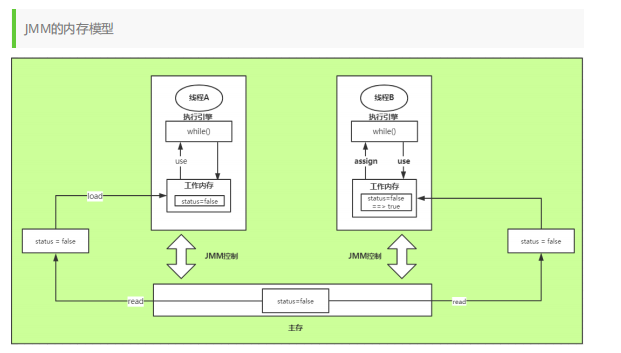 JMM的内存模型
线程A
执行引擎
while()
use
工作内存
status=false
load
status = false
JMM控制
read
线程B
执行引擎
while()
assign
use
工作内存
status=false
==> true
status = false
JMM控制
read
status=false
主存